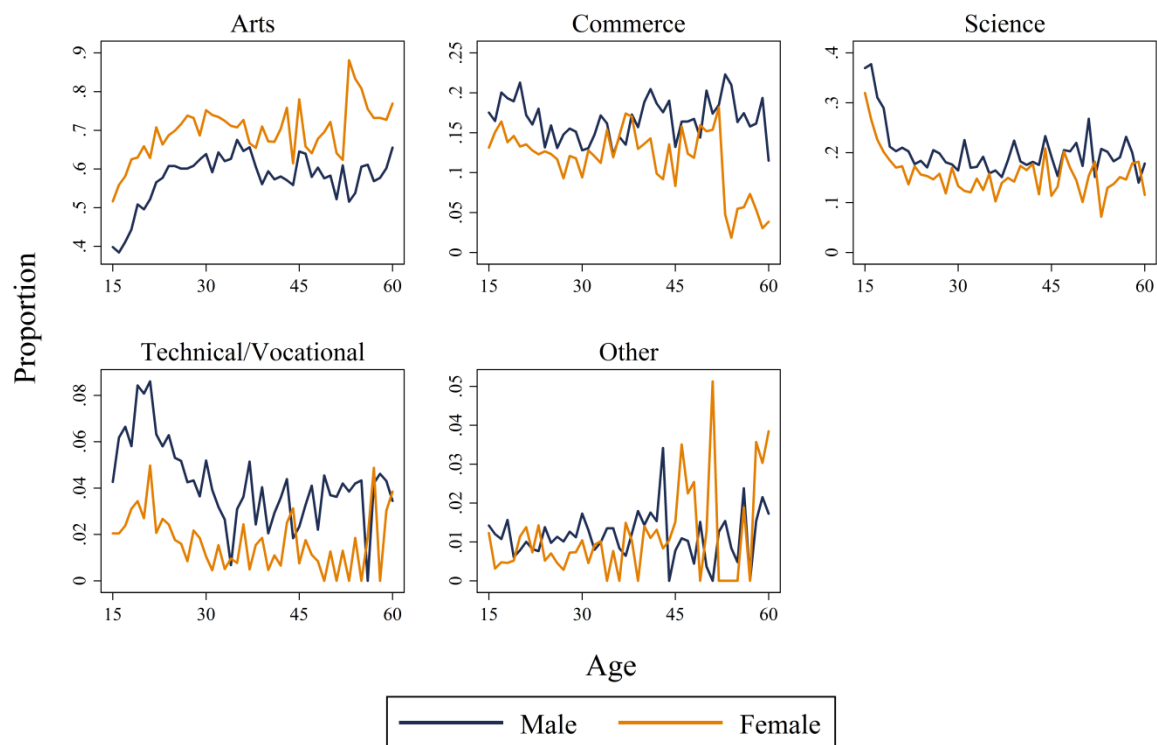 Arts
Commerce
Science
.4 .5 .6 .7 .8 .9
0 .05 .1 .15 .2 .25
0 .1 .2 .3 .4
15 30 45 60
15 30 45 60
15 30 45 60
Proportion
Technical/Vocational
Other
0 .02 .04 .06 .08
0 .01 .02 .03 .04 .05
15 30 45 60
15 30 45 60
Age
Male Female